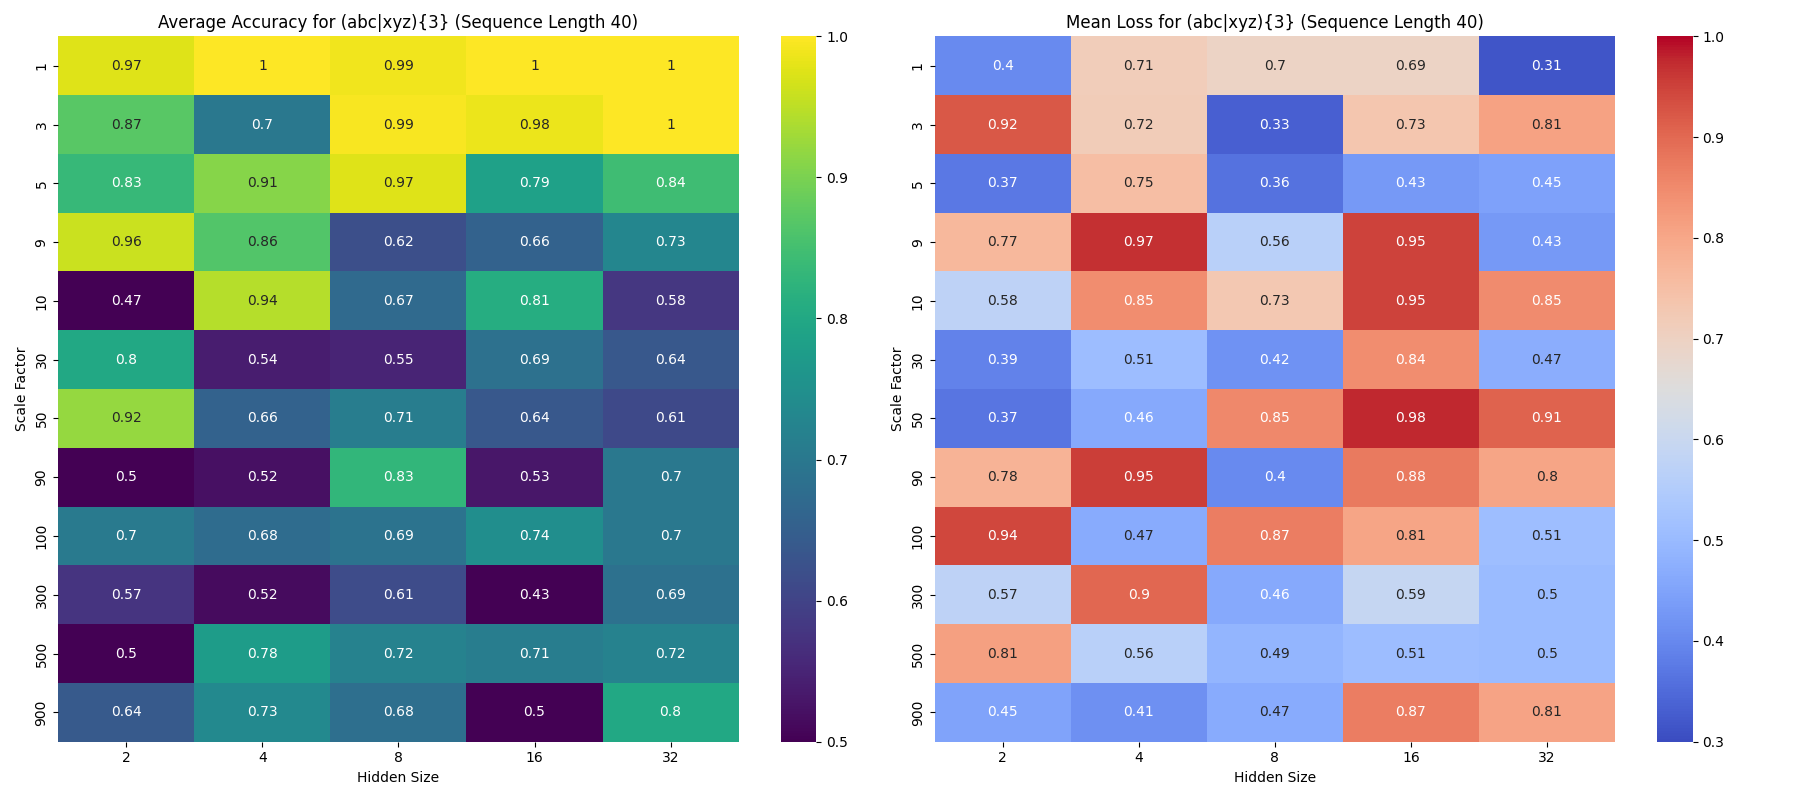 Average Accuracy for (abc|xyz){3} (Sequence Length 40)
Scale Factor
1 0.97 1 0.99 1 1
3 0.87 0.7 0.99 0.98 1
5 0.83 0.91 0.97 0.79 0.84
9 0.96 0.86 0.62 0.66 0.73
10 0.47 0.94 0.67 0.81 0.58
30 0.8 0.54 0.55 0.69 0.64
50 0.92 0.66 0.71 0.64 0.61
90 0.5 0.52 0.83 0.53 0.7
100 0.7 0.68 0.69 0.74 0.7
300 0.57 0.52 0.61 0.43 0.69
500 0.5 0.78 0.72 0.71 0.72
900 0.64 0.73 0.68 0.5 0.8
2 4 8 16 32
Hidden Size
1.0
0.9
0.8
0.7
0.6
0.5
Mean Loss for (abc|xyz){3} (Sequence Length 40)
Scale Factor
1 0.4 0.71 0.7 0.69 0.31
3 0.92 0.72 0.33 0.73 0.81
5 0.37 0.75 0.36 0.43 0.45
9 0.77 0.97 0.56 0.95 0.43
10 0.58 0.85 0.73 0.95 0.85
30 0.39 0.51 0.42 0.84 0.47
50 0.37 0.46 0.85 0.98 0.91
90 0.78 0.95 0.4 0.88 0.8
100 0.94 0.47 0.87 0.81 0.51
300 0.57 0.9 0.46 0.59 0.5
500 0.81 0.56 0.49 0.51 0.5
900 0.45 0.41 0.47 0.87 0.81
2 4 8 16 32
Hidden Size
1.0
0.9
0.8
0.7
0.6
0.5
0.4
0.3